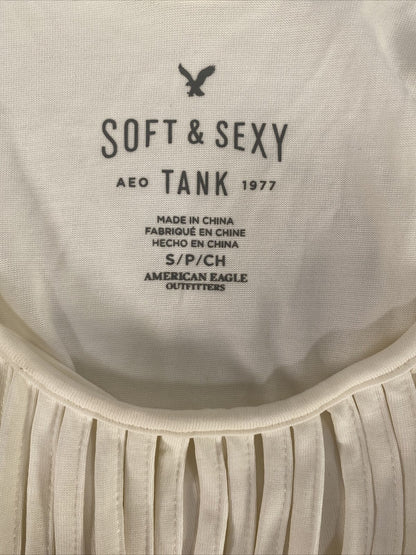 SOFT & SEXY
AEO TANK 1977
MADE IN CHINA
FABRIQUÉ EN CHINE
HECHO EN CHINA
S/P/CH
AMERICAN EAGLE
OUTFITTERS